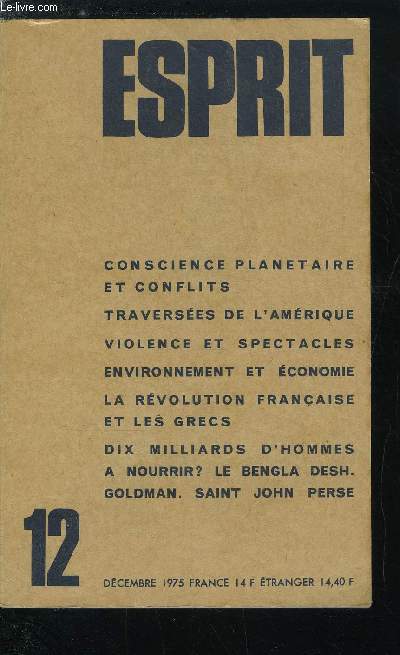 Le-livre.com
ESPRIT
CONSCIENCE PLANETAIRE
ET CONFLITS
TRAVERSÉES DE L'AMÉRIQUE
VIOLENCE ET SPECTACLES
ENVIRONNEMENT ET ÉCONOMIE
LA RÉVOLUTION FRANÇAISE
ET LES GRECS
DIX MILLIARDS D'HOMMES
A NOURRIR? LE BENGLA DESH.
GOLDMAN. SAINT JOHN PERSE
12
DÉCEMBRE 1975 FRANCE 14 F ÉTRANGER 14,40 F